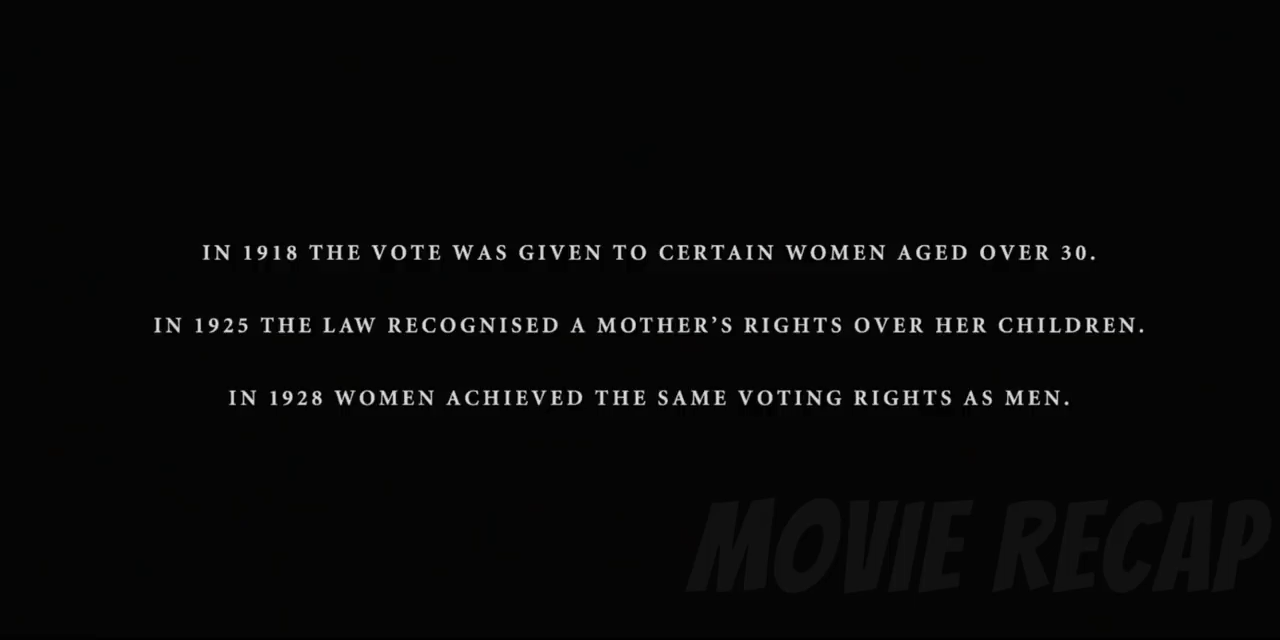 IN 1918 THE VOTE WAS GIVEN TO CERTAIN WOMEN AGED OVER 30.
IN 1925 THE LAW RECOGNISED A MOTHER’S RIGHTS OVER HER CHILDREN.
IN 1928 WOMEN ACHIEVED THE SAME VOTING RIGHTS AS MEN.
MOVIE RECAP